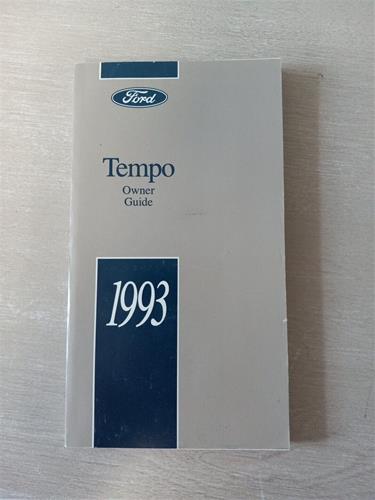 Ford
Tempo
Owner
Guide
1993